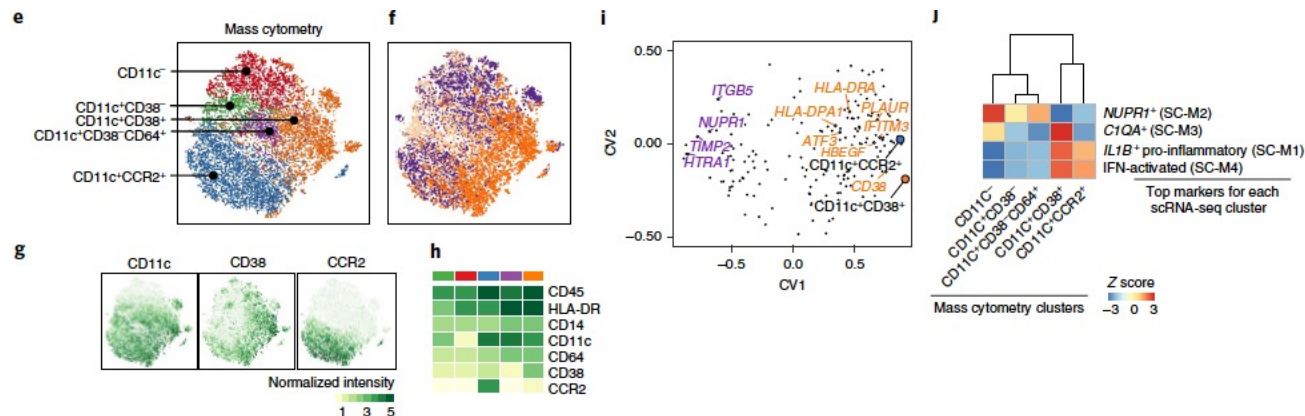 e
Mass cytometry
CD11c⁻
CD11c⁺CD38⁻
CD11c⁺CD38⁺
CD11c⁺CD38⁻CD64⁺
CD11c⁺CCR2⁺
f
g
CD11c
CD38
CCR2
Normalized intensity
1 3 5
h
CD45
HLA-DR
CD14
CD11c
CD64
CD38
CCR2
i
0.50
0.00
−0.50
CV2
−0.5
0.0
0.5
CV1
ITGB5
NUPR1
TIMP2
HTRA1
HLA-DRA
HLA-DPA1
PLAUR
IFITM3
ATF3
HBEGF
CD11c⁺CCR2⁺
CD38
CD11c⁺CD38⁺
J
NUPR1⁺ (SC-M2)
C1QA⁺ (SC-M3)
IL1B⁺ pro-inflammatory (SC-M1)
IFN-activated (SC-M4)
Top markers for each
scRNA-seq cluster
CD11C⁻
CD11C⁺CD38⁻
CD11C⁺CD38⁻CD64⁺
CD11C⁺CD38⁺
CD11C⁺CCR2⁺
Mass cytometry clusters
Z score
−3 0 3